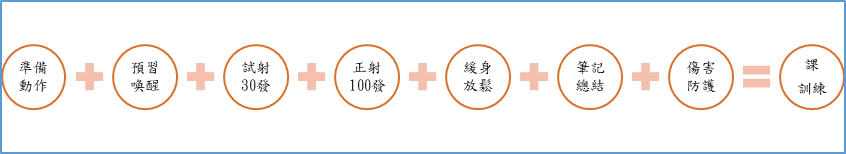 準備
動作
預習
喚醒
試射
30發
正射
100發
緩身
放鬆
筆記
總結
傷害
防護
課
訓練